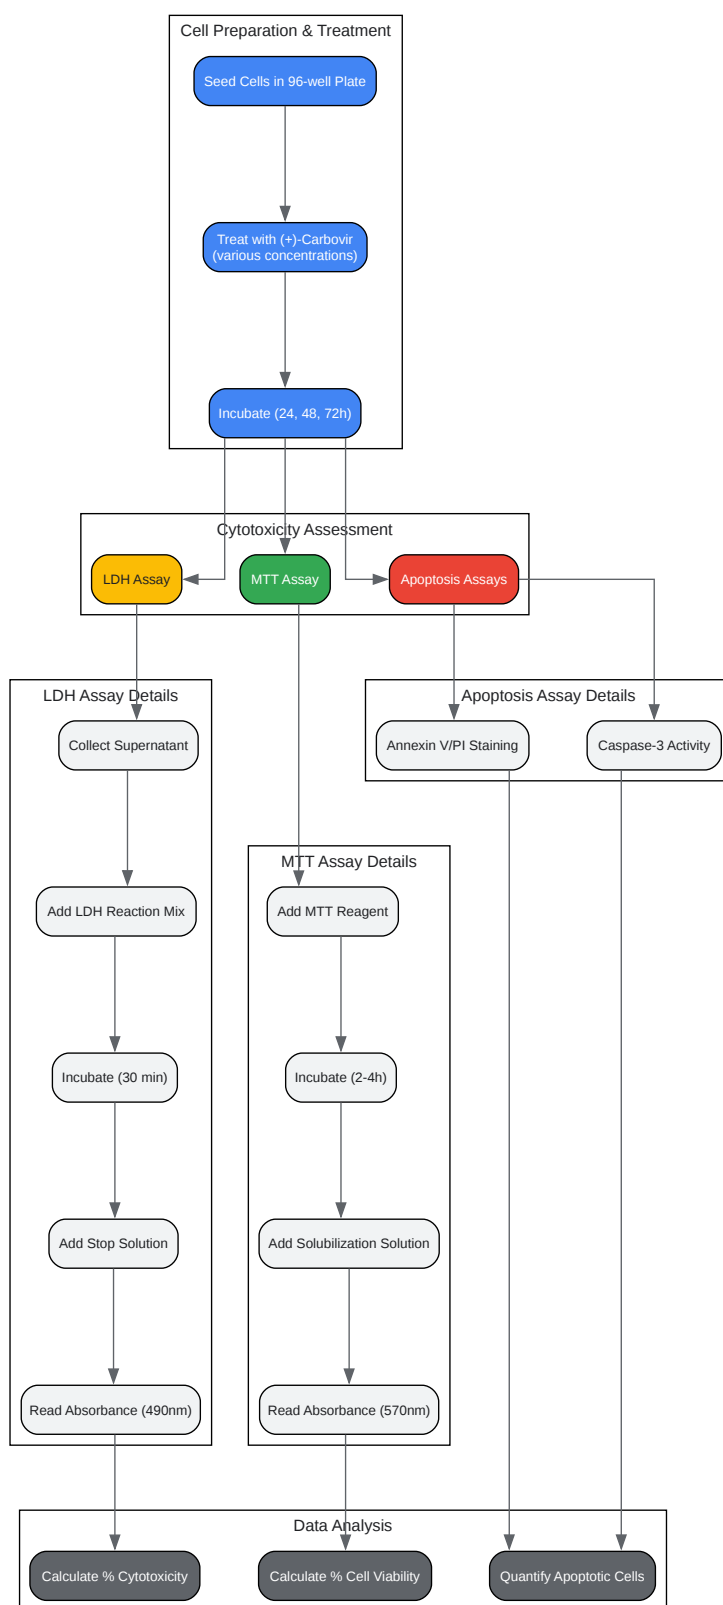 Cell Preparation & Treatment
Seed Cells in 96-well Plate
Treat with (+)-Carbovir
(various concentrations)
Incubate (24, 48, 72h)
Cytotoxicity Assessment
LDH Assay
MTT Assay
Apoptosis Assays
LDH Assay Details
Collect Supernatant
Add LDH Reaction Mix
Incubate (30 min)
Add Stop Solution
Read Absorbance (490nm)
MTT Assay Details
Add MTT Reagent
Incubate (2-4h)
Add Solubilization Solution
Read Absorbance (570nm)
Apoptosis Assay Details
Annexin V/PI Staining
Caspase-3 Activity
Data Analysis
Calculate % Cytotoxicity
Calculate % Cell Viability
Quantify Apoptotic Cells